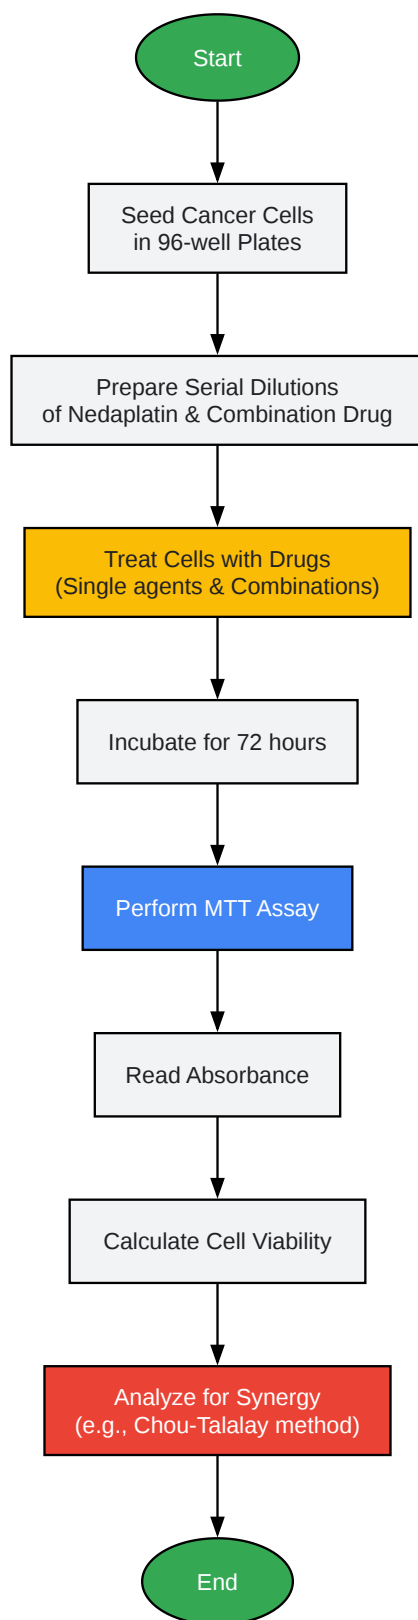 Start
Seed Cancer Cells
in 96-well Plates
Prepare Serial Dilutions
of Nedaplatin & Combination Drug
Treat Cells with Drugs
(Single agents & Combinations)
Incubate for 72 hours
Perform MTT Assay
Read Absorbance
Calculate Cell Viability
Analyze for Synergy
(e.g., Chou-Talalay method)
End